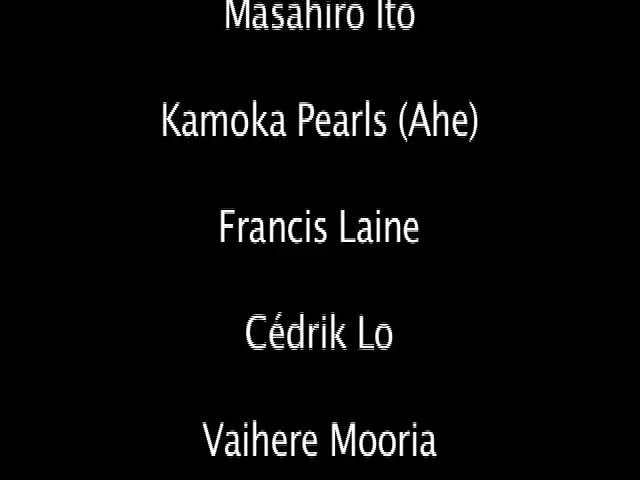 Masahiro Ito
Kamoka Pearls (Ahe)
Francis Laine
Cédrik Lo
Vaihere Mooria